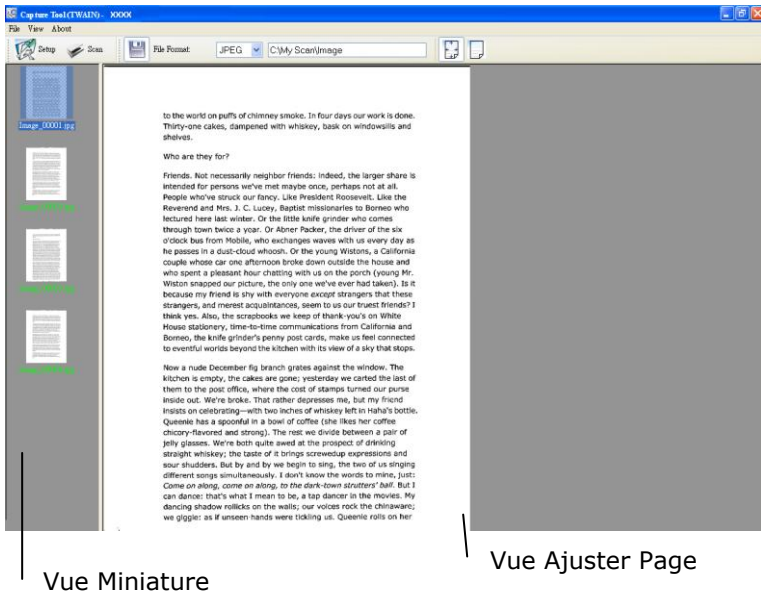 Capture Tool(TWAIN) - XXXX
File View About
Setup Scan File Format: JPEG C:\My Scan\Image
Image_00001.jpg
to the world on puffs of chimney smoke. In four days our work is done.
Thirty-one cakes, dampened with whiskey, bask on windowsills and
shelves.
Who are they for?
Friends. Not necessarily neighbor friends: indeed, the larger share is
intended for persons we've met maybe once, perhaps not at all.
People who've struck our fancy. Like President Roosevelt. Like the
Reverend and Mrs. J. C. Lucey, Baptist missionaries to Borneo who
lectured here last winter. Or the little knife grinder who comes
through town twice a year. Or Abner Packer, the driver of the six
o'clock bus from Mobile, who exchanges waves with us every day as
he passes in a dust-cloud whoosh. Or the young Wistons, a California
couple whose car one afternoon broke down outside the house and
who spent a pleasant hour chatting with us on the porch (young Mr.
Wiston snapped our picture, the only one we've ever had taken). Is it
because my friend is shy with everyone except strangers that these
strangers, and merest acquaintances, seem to us our truest friends? I
think yes. Also, the scrapbooks we keep of thank-you's on White
House stationery, time-to-time communications from California and
Borneo, the knife grinder's penny post cards, make us feel connected
to eventful worlds beyond the kitchen with its view of a sky that stops.
Now a nude December fig branch grates against the window. The
kitchen is empty, the cakes are gone; yesterday we carted the last of
them to the post office, where the cost of stamps turned our purse
inside out. We're broke. That rather depresses me, but my friend
insists on celebrating—with two inches of whiskey left in Haha's bottle.
Queenie has a spoonful in a bowl of coffee (she likes her coffee
chicory-flavored and strong). The rest we divide between a pair of
jelly glasses. We're both quite awed at the prospect of drinking
straight whiskey; the taste of it brings screwedup expressions and
sour shudders. But by and by we begin to sing, the two of us singing
different songs simultaneously. I don't know the words to mine, just:
Come on along, come on along, to the dark-town strutters' ball. But I
can dance: that's what I mean to be, a tap dancer in the movies. My
dancing shadow rollicks on the walls; our voices rock the chinaware;
we giggle: as if unseen hands were tickling us. Queenie rolls on her
Vue Ajuster Page
Vue Miniature